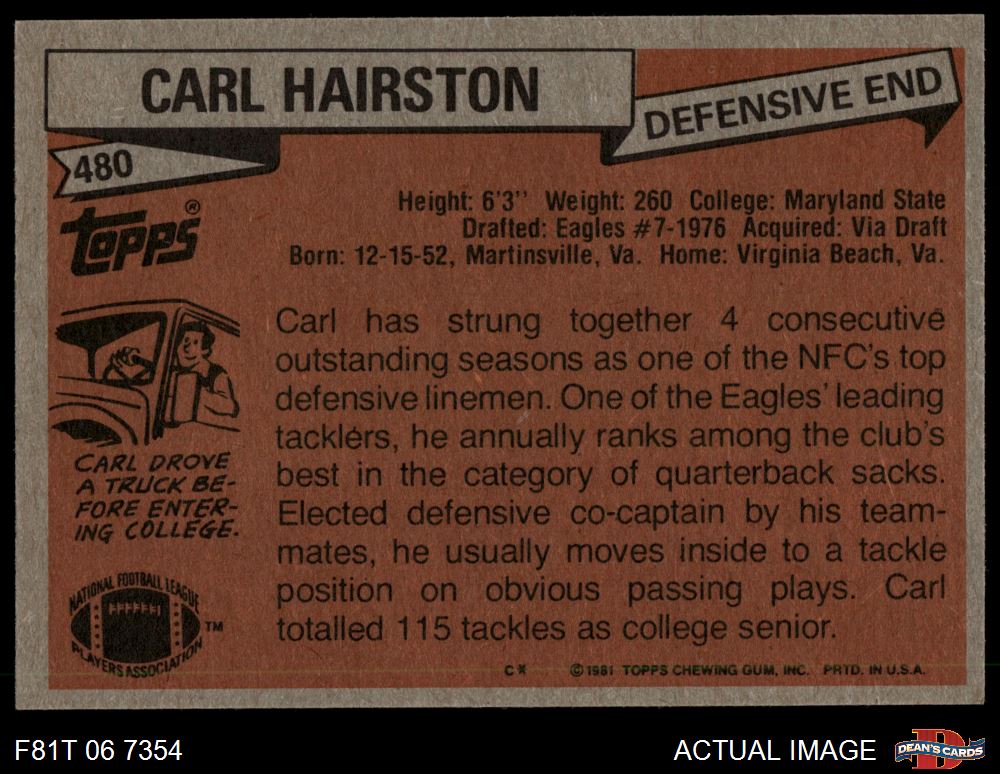 CARL HAIRSTON
DEFENSIVE END
480
topps®
Height: 6'3'' Weight: 260 College: Maryland State
Drafted: Eagles #7-1976 Acquired: Via Draft
Born: 12-15-52, Martinsville, Va. Home: Virginia Beach, Va.
Carl has strung together 4 consecutive
outstanding seasons as one of the NFC's top
defensive linemen. One of the Eagles' leading
tacklers, he annually ranks among the club's
best in the category of quarterback sacks.
Elected defensive co-captain by his team-
mates, he usually moves inside to a tackle
position on obvious passing plays. Carl
totalled 115 tackles as college senior.
CARL DROVE
A TRUCK BE-
FORE ENTER-
ING COLLEGE.
NATIONAL FOOTBALL LEAGUE
PLAYERS ASSOCIATION
TM
C* ©1981 TOPPS CHEWING GUM, INC. PRTD. IN U.S.A.
F81T 06 7354
ACTUAL IMAGE
D
DEAN'S CARDS